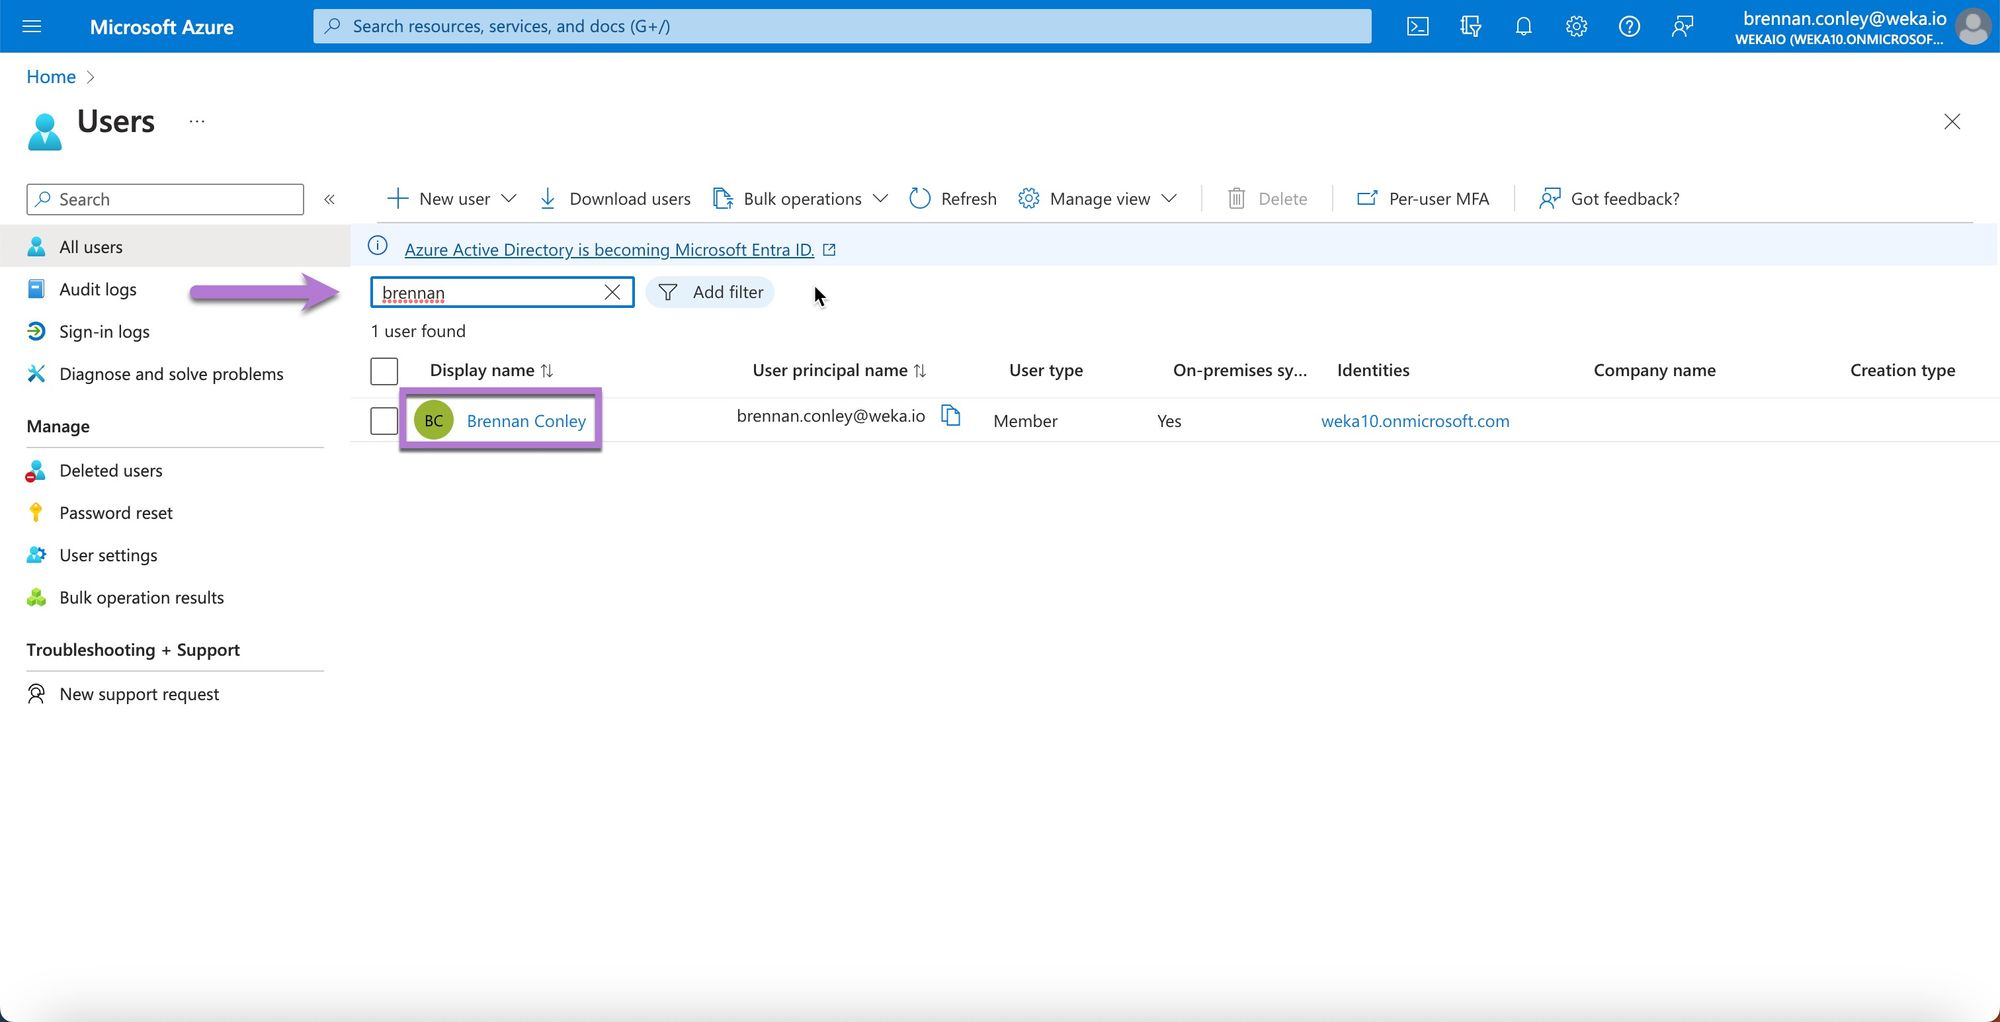 Microsoft Azure
Search resources, services, and docs (G+/)
brennan.conley@weka.io
WEKAIO (WEKA10.ONMICROSOF...
Home
Users ...
Search
«
New user
Download users
Bulk operations
Refresh
Manage view
Delete
Per-user MFA
Got feedback?
All users
Audit logs
Sign-in logs
Diagnose and solve problems
Manage
Deleted users
Password reset
User settings
Bulk operation results
Troubleshooting + Support
New support request
Azure Active Directory is becoming Microsoft Entra ID.
brennan
Add filter
1 user found
Display name
User principal name
User type
On-premises sy...
Identities
Company name
Creation type
BC
Brennan Conley
brennan.conley@weka.io
Member
Yes
weka10.onmicrosoft.com